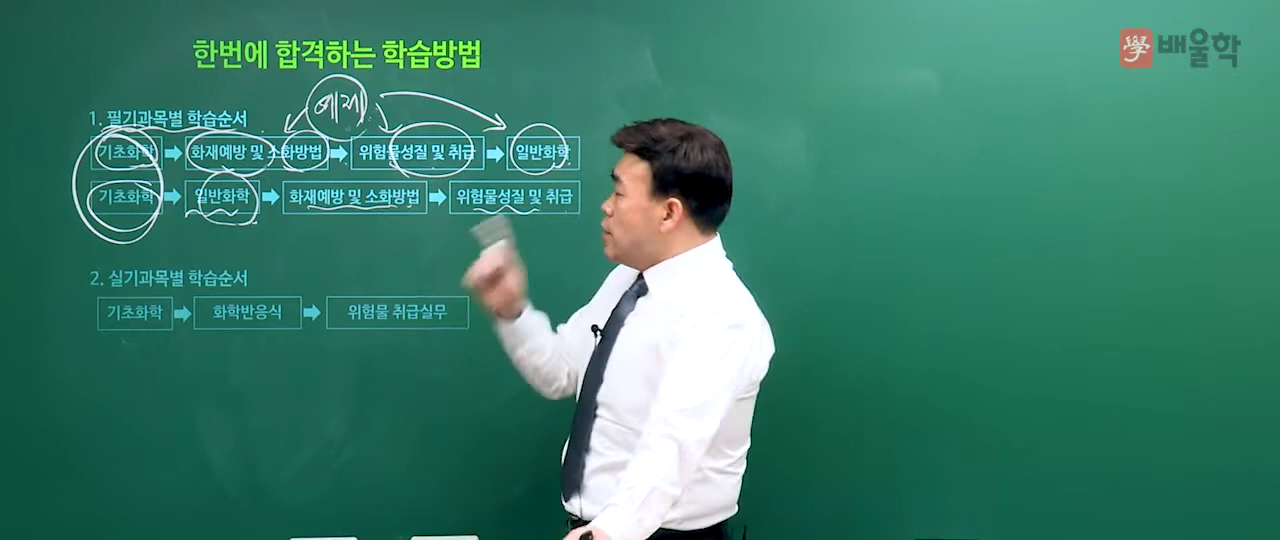 한번에 합격하는 학습방법
學 배울학
예제
1. 필기과목별 학습순서
기초화학 ➡ 화재예방 및 소화방법 ➡ 위험물성질 및 취급 ➡ 일반화학
기초화학 ➡ 일반화학 ➡ 화재예방 및 소화방법 ➡ 위험물성질 및 취급
2. 실기과목별 학습순서
기초화학 ➡ 화학반응식 ➡ 위험물 취급실무